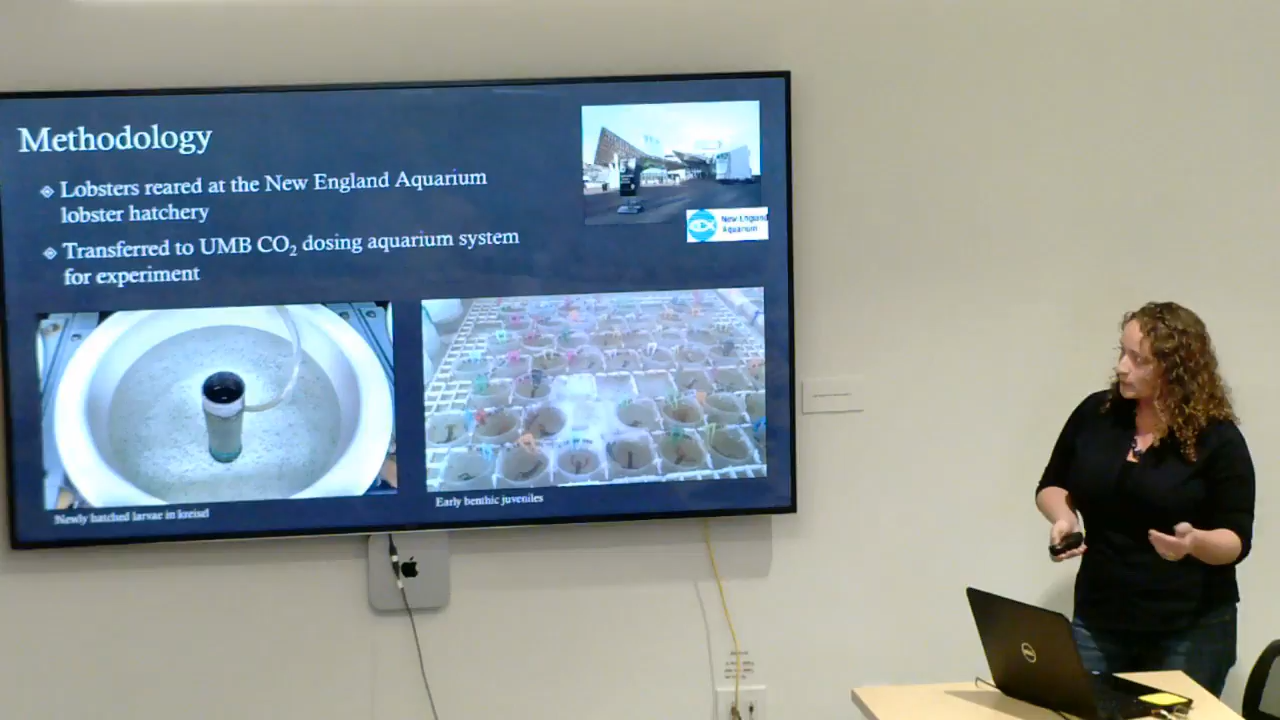 Methodology
Lobsters reared at the New England Aquarium
lobster hatchery
Transferred to UMB CO₂ dosing aquarium system
for experiment
New England
Aquarium
Newly hatched larvae in kreisel
Early benthic juveniles
DELL